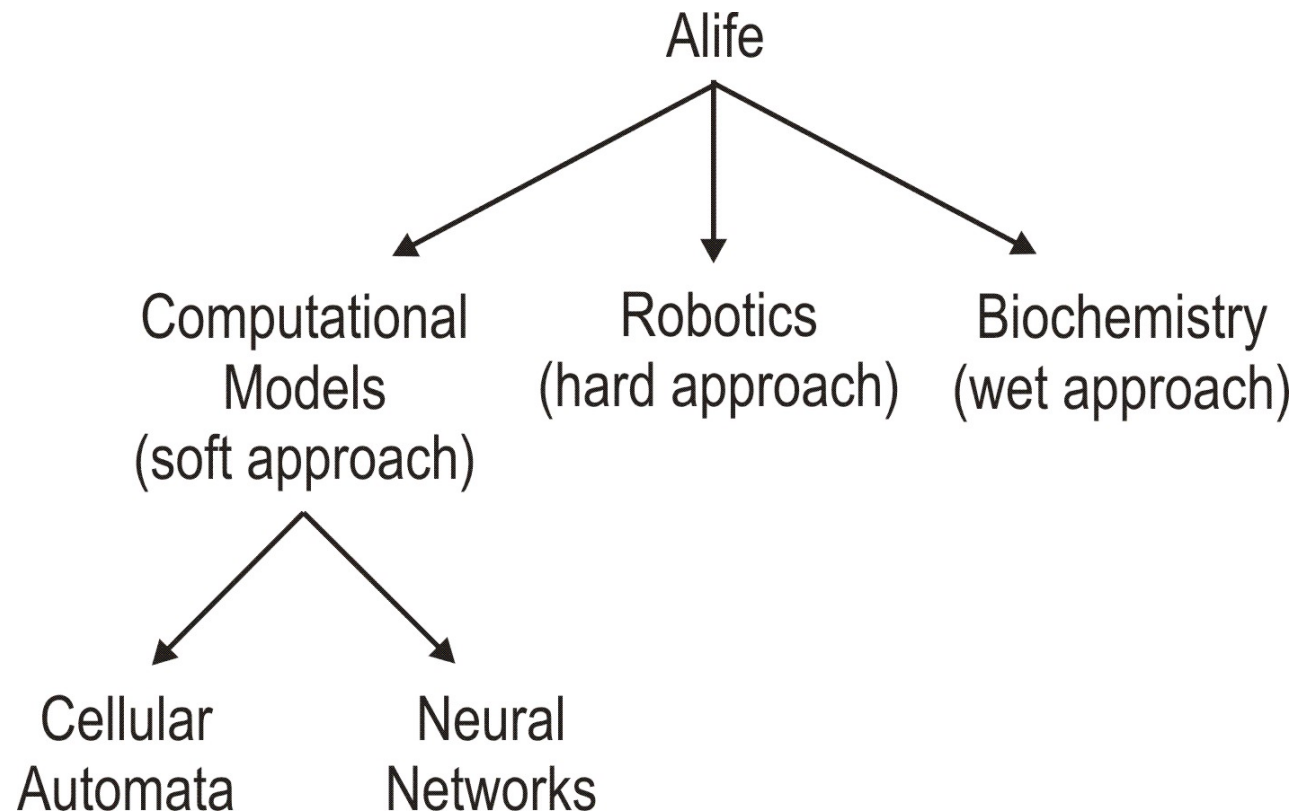 Alife
Computational
Models
(soft approach)
Robotics
(hard approach)
Biochemistry
(wet approach)
Cellular
Automata
Neural
Networks